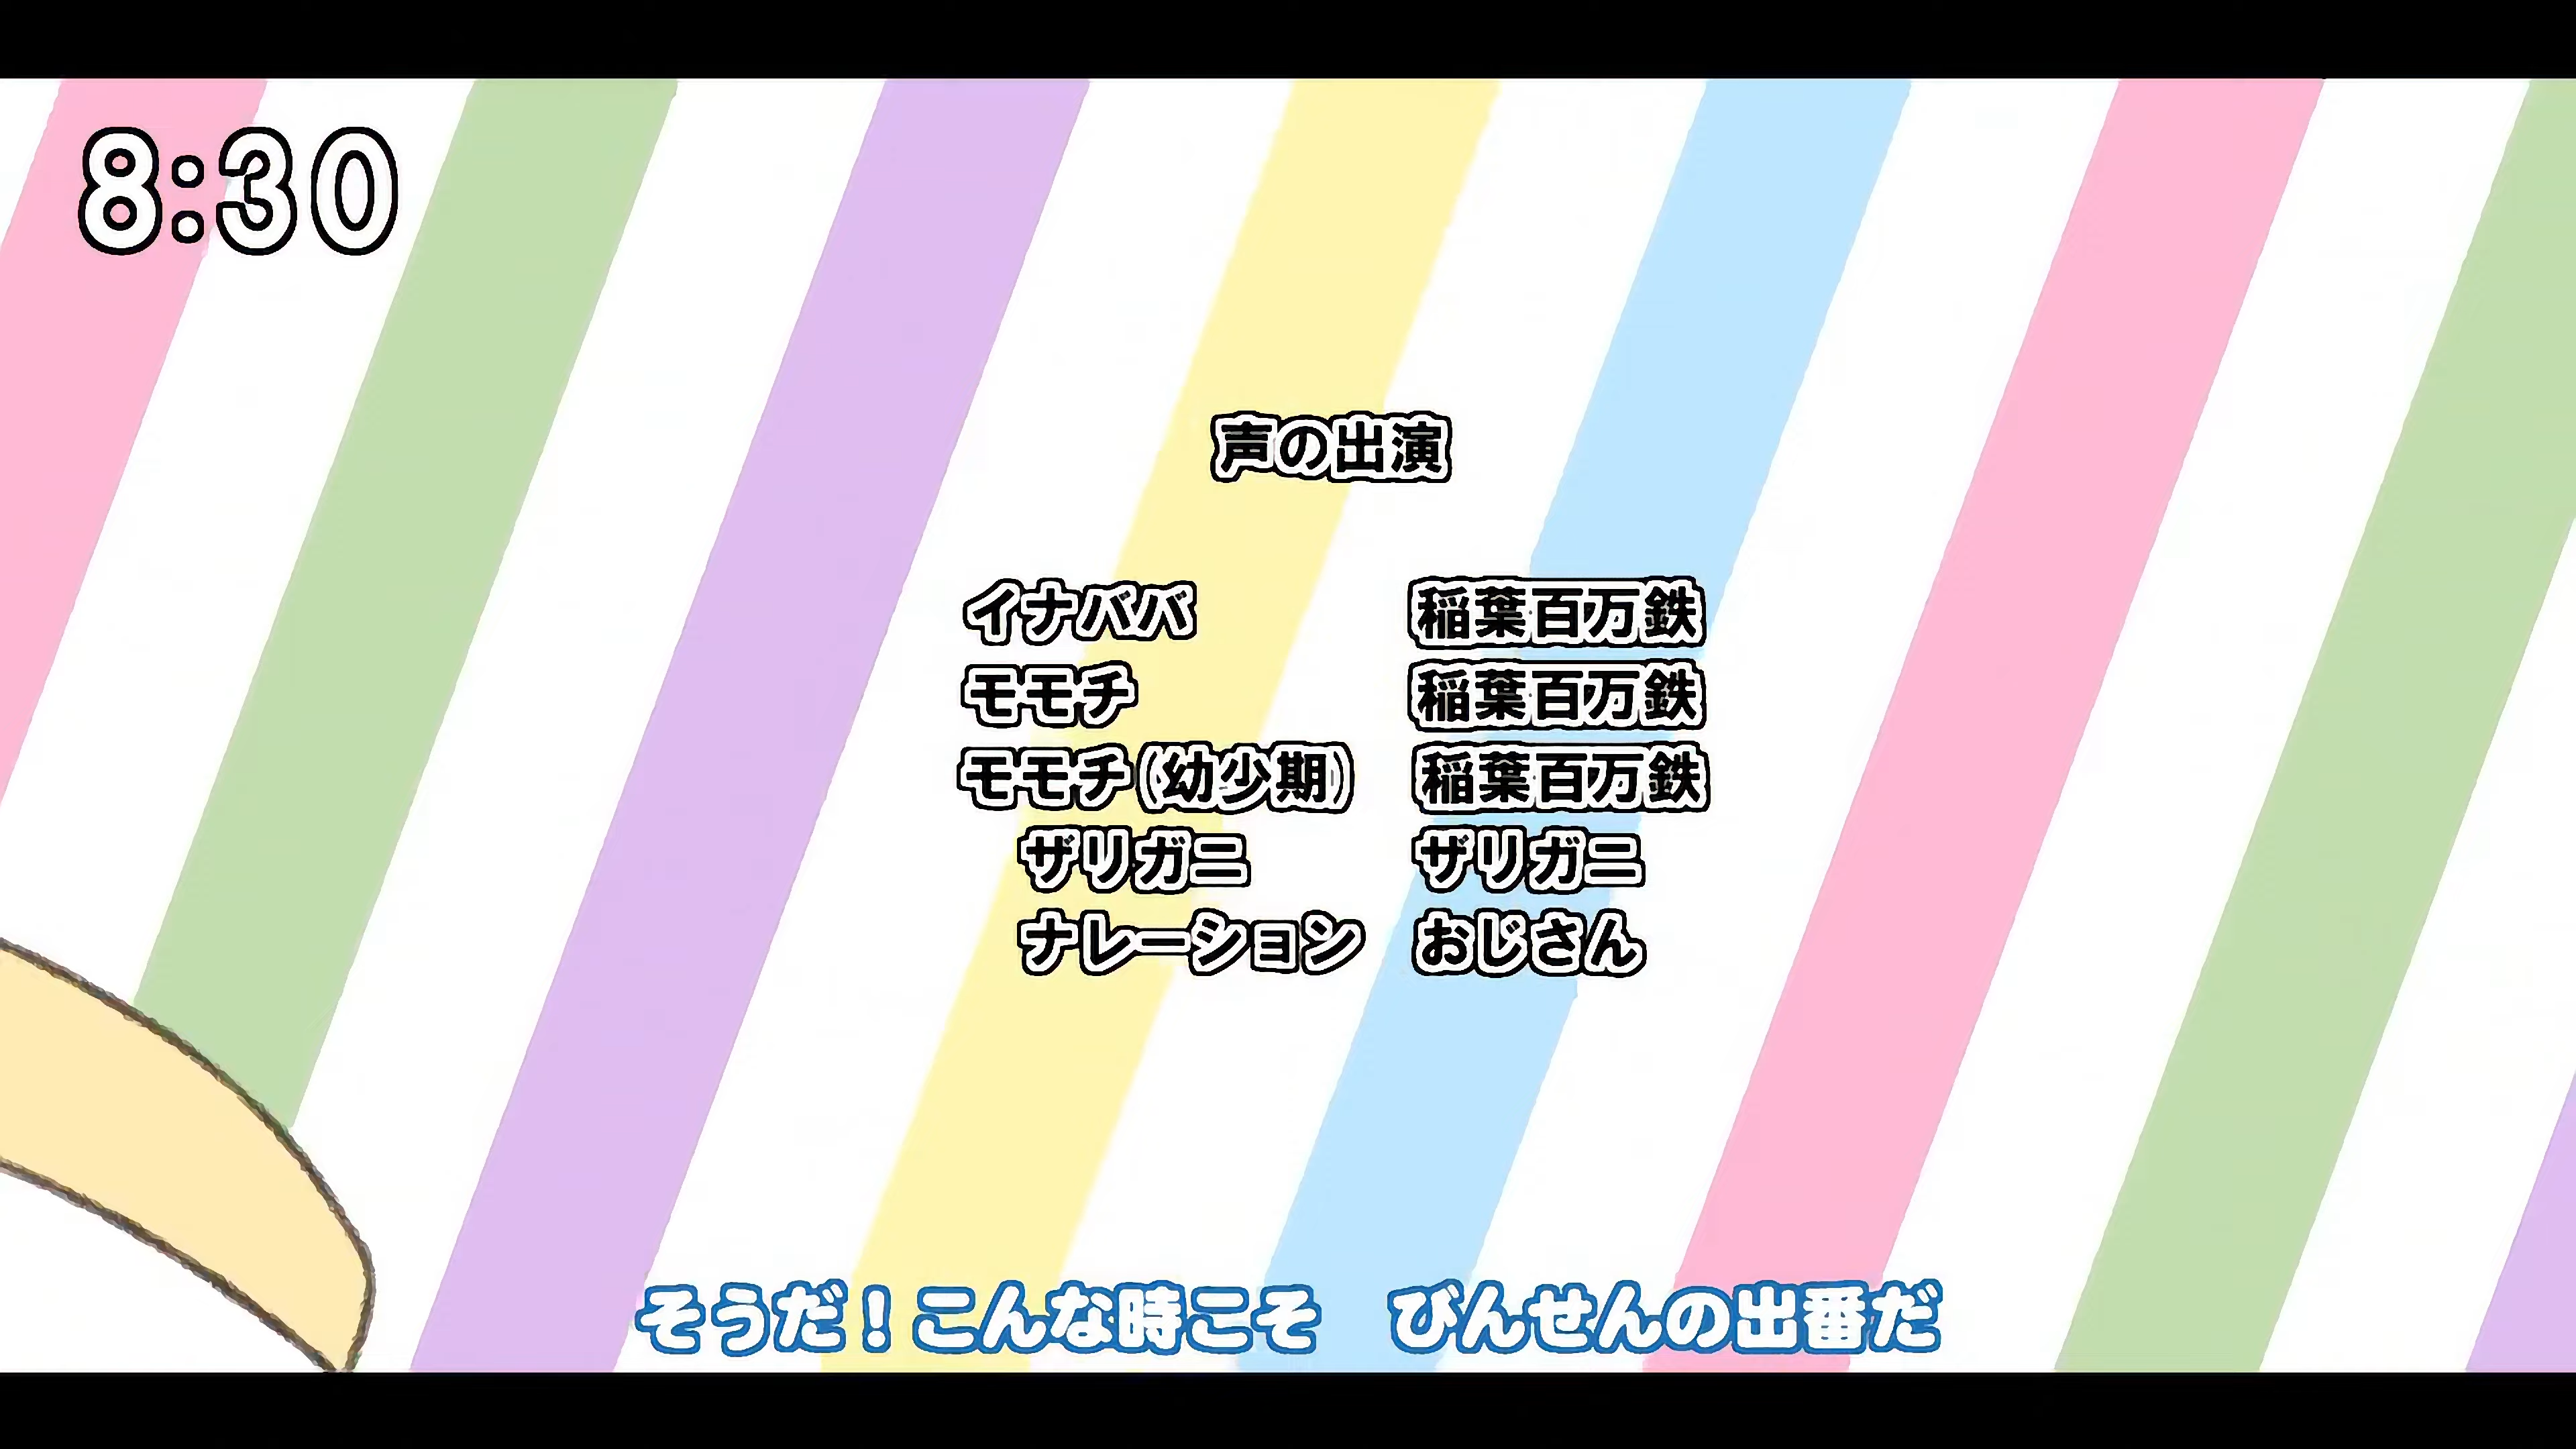 8:30
声の出演
イナババ 稲葉百万鉄
モモチ 稲葉百万鉄
モモチ(幼少期) 稲葉百万鉄
ザリガニ ザリガニ
ナレーション おじさん
そうだ！こんな時こそ　びんせんの出番だ